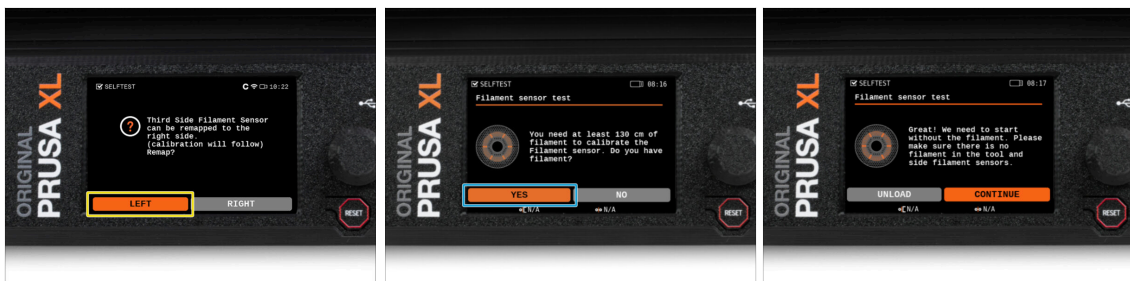 ORIGINAL
PRUSA XL
SELFTEST
10:22
Third Side Filament Sensor
can be remapped to the
right side.
(calibration will follow)
Remap?
LEFT
RIGHT
RESET
ORIGINAL
PRUSA XL
SELFTEST
08:16
Filament sensor test
You need at least 130 cm of
filament to calibrate the
Filament sensor. Do you have
filament?
YES
NO
N/A
N/A
RESET
ORIGINAL
PRUSA XL
SELFTEST
08:17
Filament sensor test
Great! We need to start
without the filament. Please
make sure there is no
filament in the tool and
side filament sensors.
UNLOAD
CONTINUE
N/A
N/A
RESET